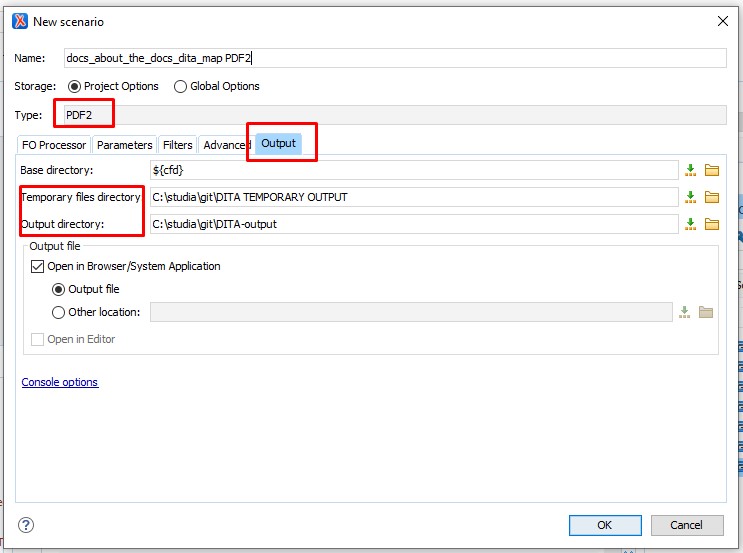 New scenario
Name: docs_about_the_docs_dita_map PDF2
Storage: Project Options Global Options
Type: PDF2
FO Processor Parameters Filters Advanced Output
Base directory: ${cfd}
Temporary files directory C:\studia\git\DITA TEMPORARY OUTPUT
Output directory: C:\studia\git\DITA-output
Output file
Open in Browser/System Application
Output file
Other location:
Open in Editor
Console options
? OK Cancel